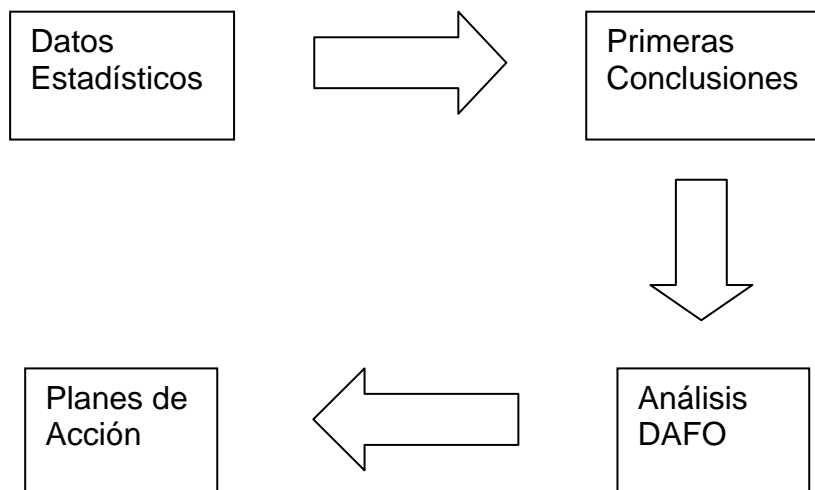 Datos
Estadísticos
Primeras
Conclusiones
Planes de
Acción
Análisis
DAFO